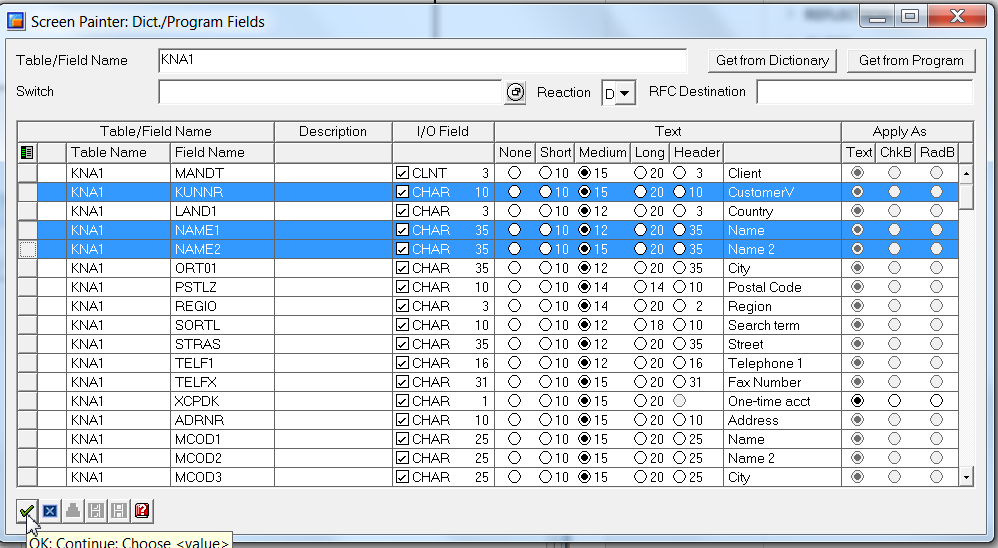 Screen Painter: Dict./Program Fields
Table/Field Name KNA1 Get from Dictionary Get from Program
Switch Reaction D RFC Destination
Table/Field Name Description I/O Field Text Apply As
Table Name Field Name None Short Medium Long Header Text ChkB RadB
KNA1 MANDT CLNT 3 10 15 20 3 Client
KNA1 KUNNR CHAR 10 10 15 20 10 CustomerV
KNA1 LAND1 CHAR 3 10 12 20 3 Country
KNA1 NAME1 CHAR 35 10 12 20 35 Name
KNA1 NAME2 CHAR 35 10 15 20 35 Name 2
KNA1 ORT01 CHAR 35 10 12 20 35 City
KNA1 PSTLZ CHAR 10 10 14 14 10 Postal Code
KNA1 REGIO CHAR 3 10 14 20 2 Region
KNA1 SORTL CHAR 10 10 12 18 10 Search term
KNA1 STRAS CHAR 35 10 12 20 35 Street
KNA1 TELF1 CHAR 16 10 12 20 16 Telephone 1
KNA1 TELFX CHAR 31 10 15 20 31 Fax Number
KNA1 XCPDK CHAR 1 10 15 20 One-time acct
KNA1 ADRNR CHAR 10 10 15 20 10 Address
KNA1 MCOD1 CHAR 25 10 15 20 25 Name
KNA1 MCOD2 CHAR 25 10 15 20 25 Name 2
KNA1 MCOD3 CHAR 25 10 15 20 25 City
OK: Continue: Choose <value>